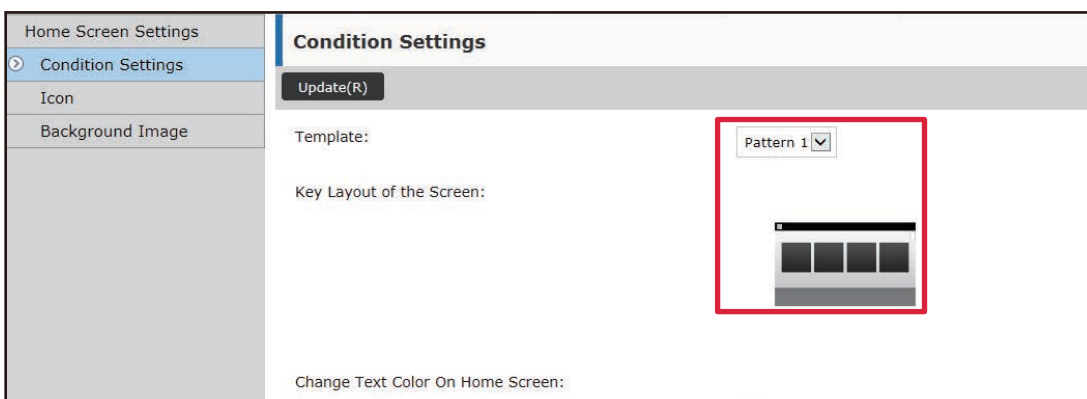 Home Screen Settings
Condition Settings
Icon
Background Image
Condition Settings
Update(R)
Template:
Pattern 1
Key Layout of the Screen:
Change Text Color On Home Screen: